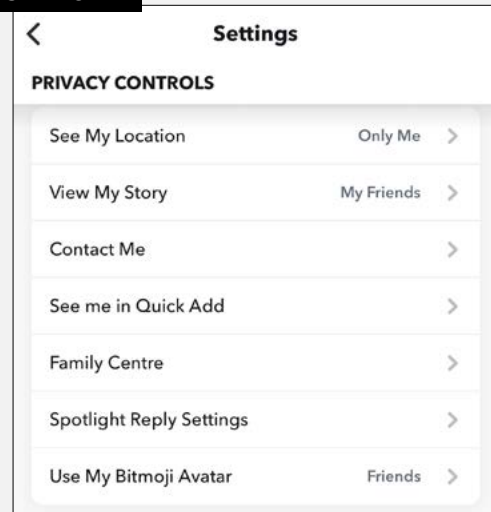 Settings
PRIVACY CONTROLS
See My Location Only Me
View My Story My Friends
Contact Me
See me in Quick Add
Family Centre
Spotlight Reply Settings
Use My Bitmoji Avatar Friends